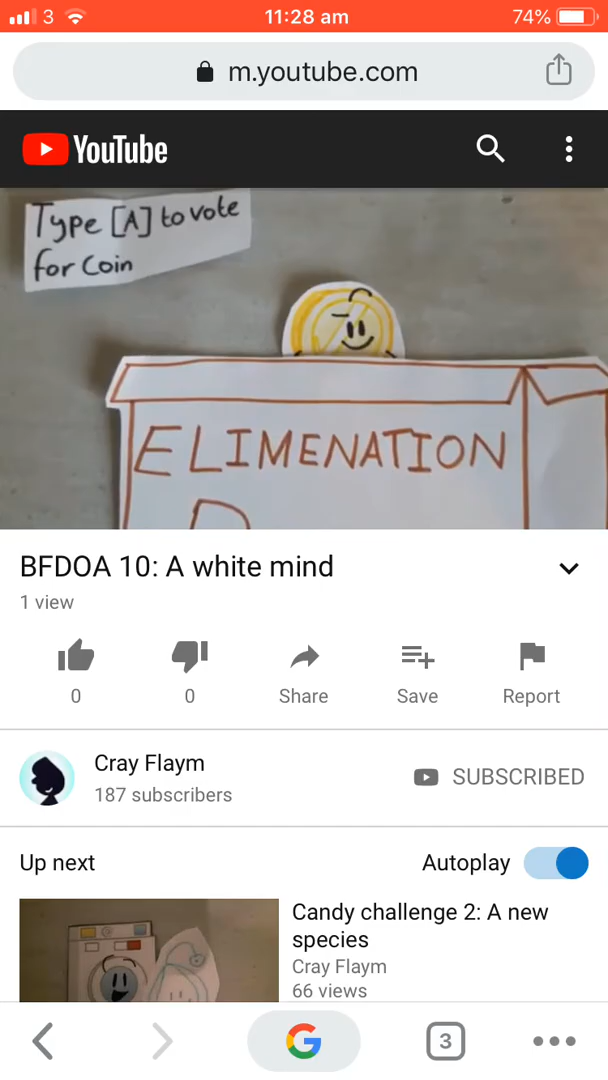 3 11:28 am 74%
m.youtube.com
YouTube
Type [A] to vote
for Coin
ELIMENATION
BFDOA 10: A white mind
1 view
0 0 Share Save Report
Cray Flaym
187 subscribers
SUBSCRIBED
Up next Autoplay
Candy challenge 2: A new
species
Cray Flaym
66 views
3